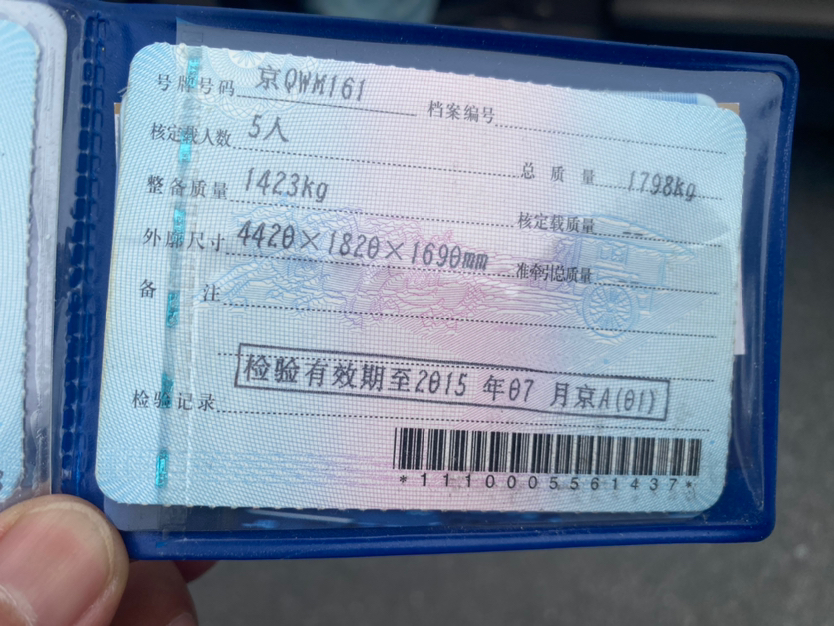 号牌号码 京QWM161 档案编号
核定载人数 5人 总质量 1798kg
整备质量 1423kg 核定载质量 --
外廓尺寸 4420×1820×1690mm 准牵引总质量
备注
检验有效期至2015年07月京A(01)
检验记录
*1110005561437*